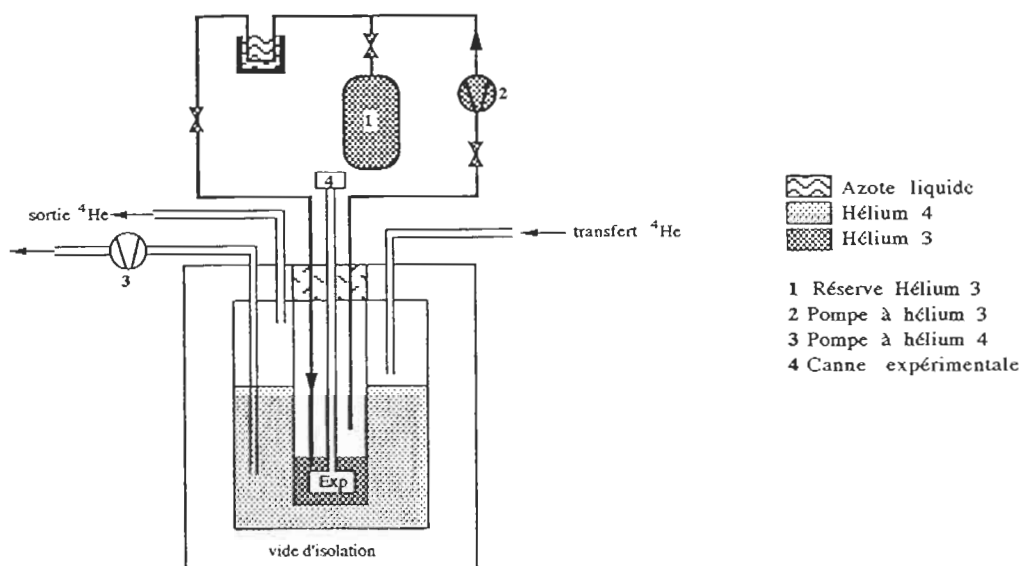 1
2
4
sortie ⁴He
transfert ⁴He
3
Exp
vide d'isolation
Azote liquide
Hélium 4
Hélium 3
1 Réserve Hélium 3
2 Pompe à hélium 3
3 Pompe à hélium 4
4 Canne expérimentale